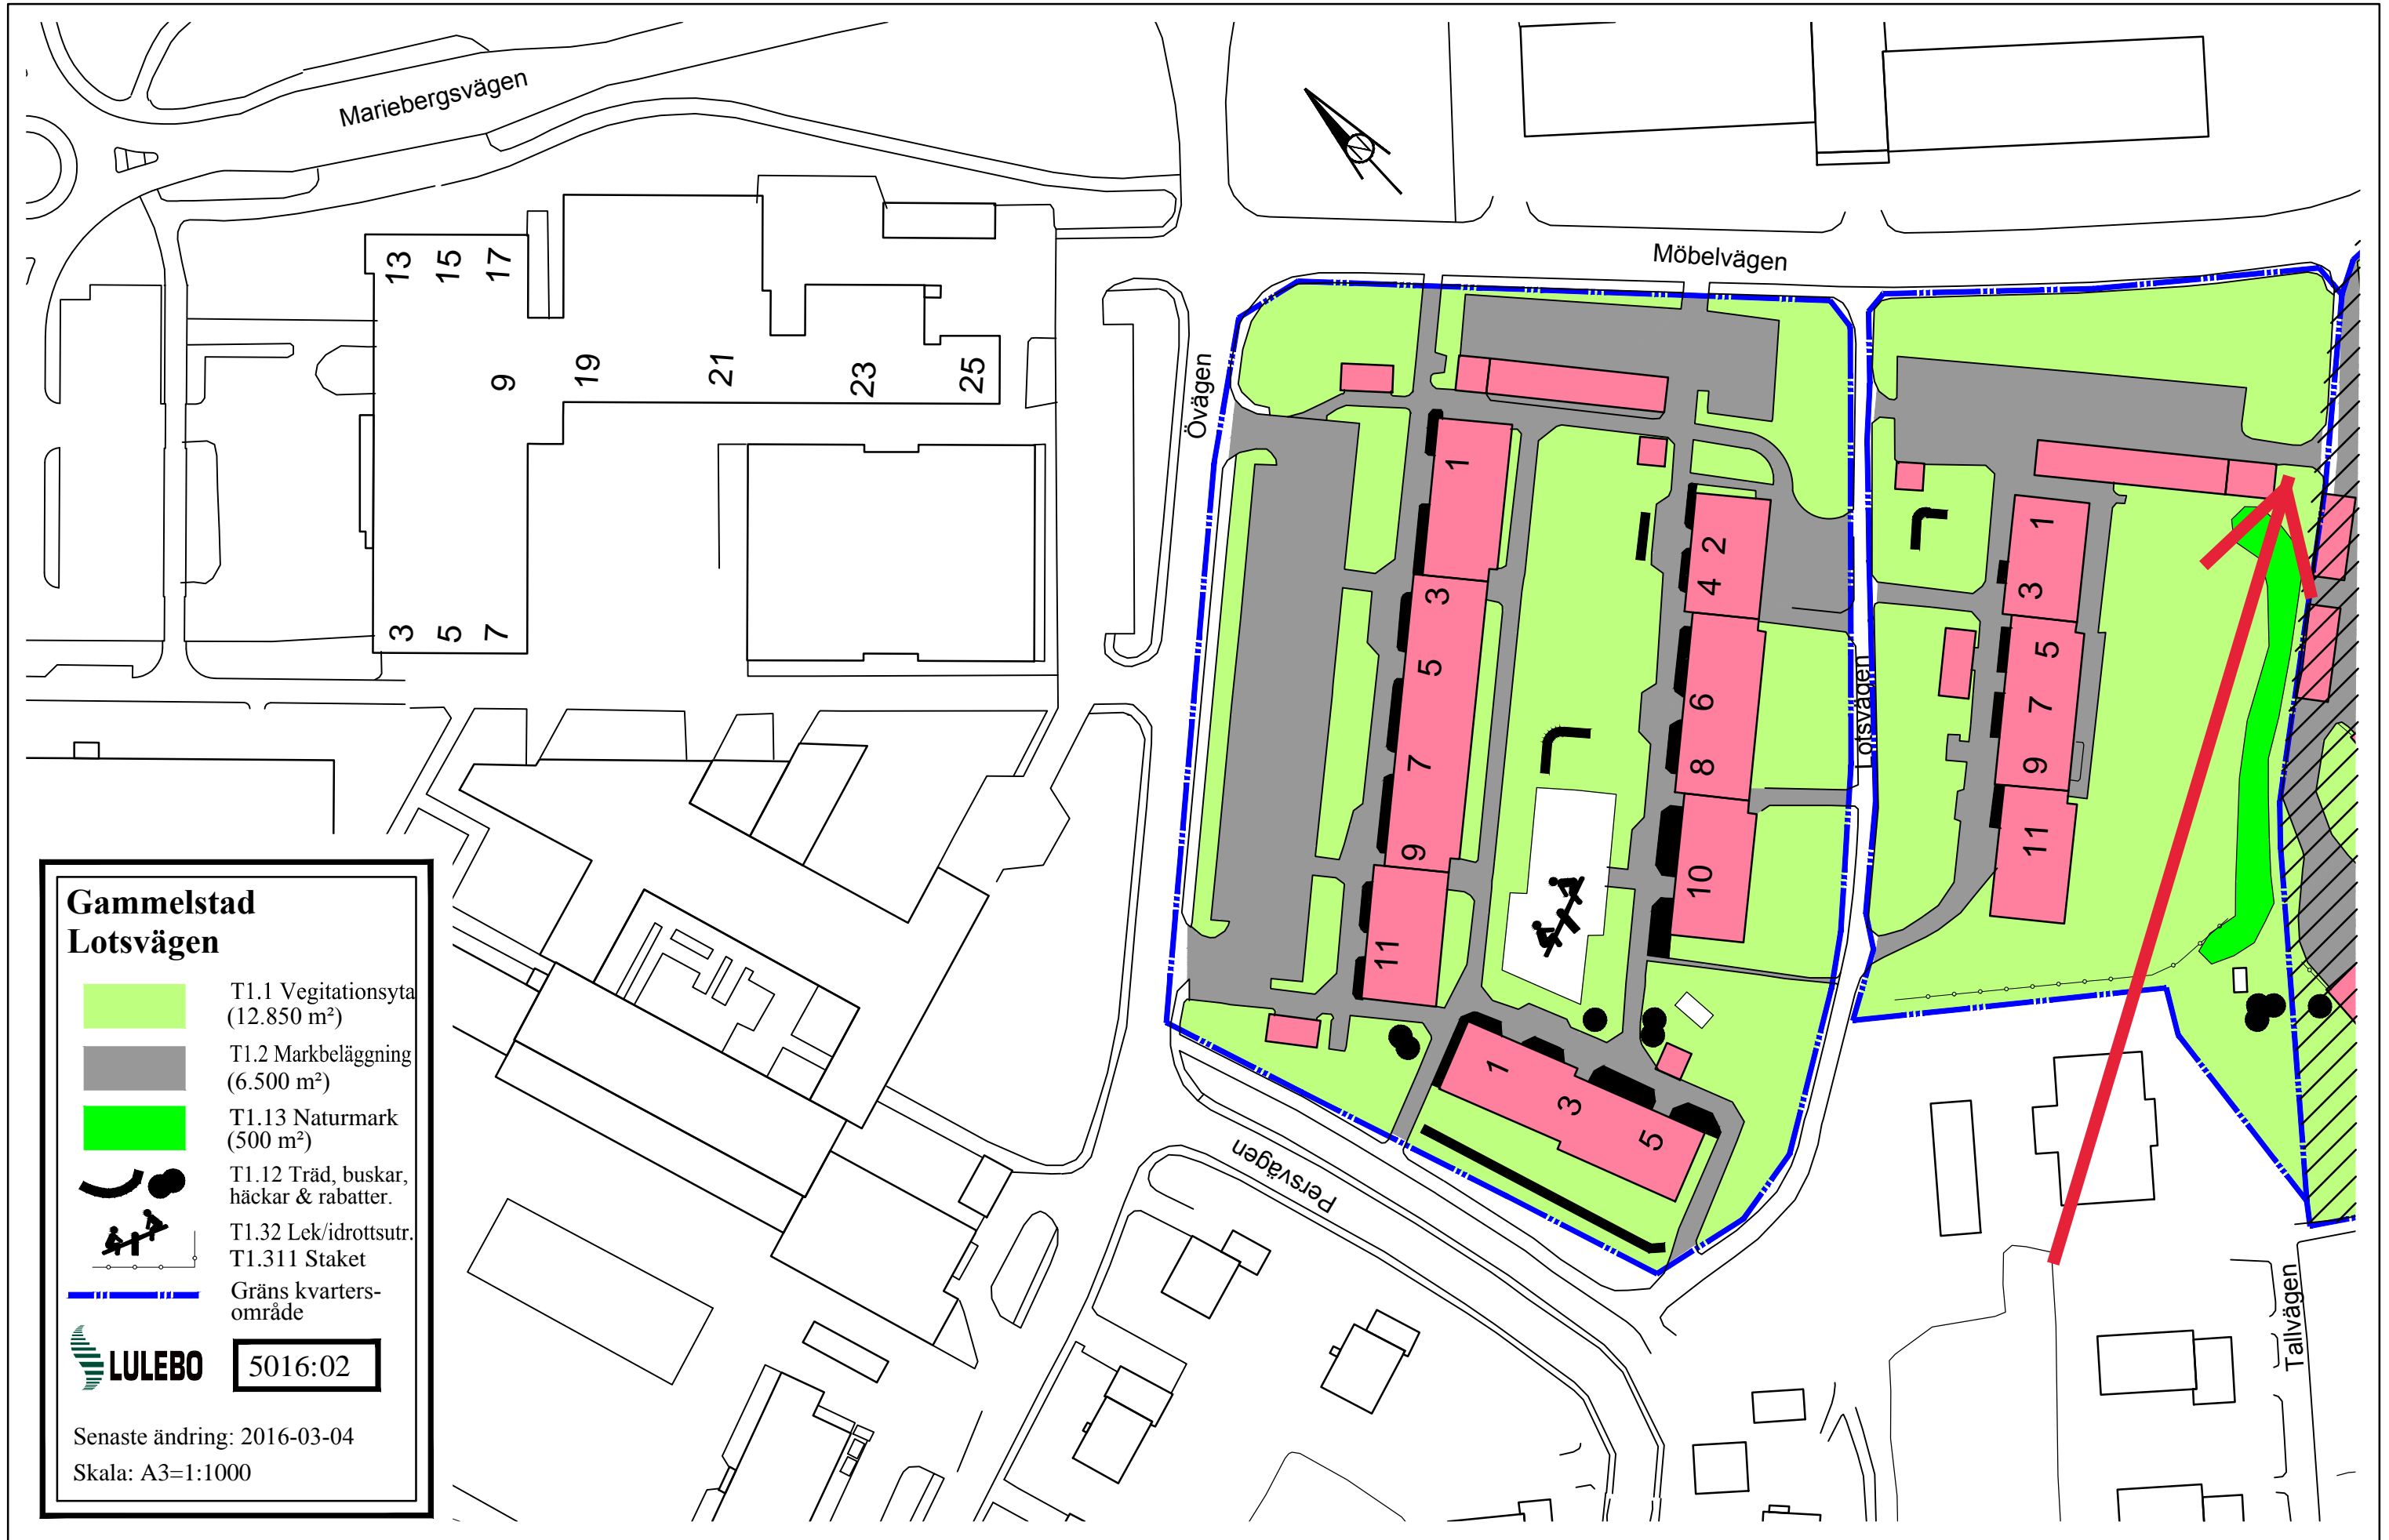 Mariebergsvägen
N
Möbelvägen
13 15 17
9 19 21 23 25
Övägen
3 5 7
1
3
5
7
9
11
2
4
6
8
10
1
3
5
Lotsvägen
1
3
5
7
9
11
Persvägen
Tallvägen
Gammelstad
Lotsvägen
T1.1 Vegitationsyta
(12.850 m²)
T1.2 Markbeläggning
(6.500 m²)
T1.13 Naturmark
(500 m²)
T1.12 Träd, buskar,
häckar & rabatter.
T1.32 Lek/idrottsutr.
T1.311 Staket
Gräns kvarters-
område
LULEBO
5016:02
Senaste ändring: 2016-03-04
Skala: A3=1:1000